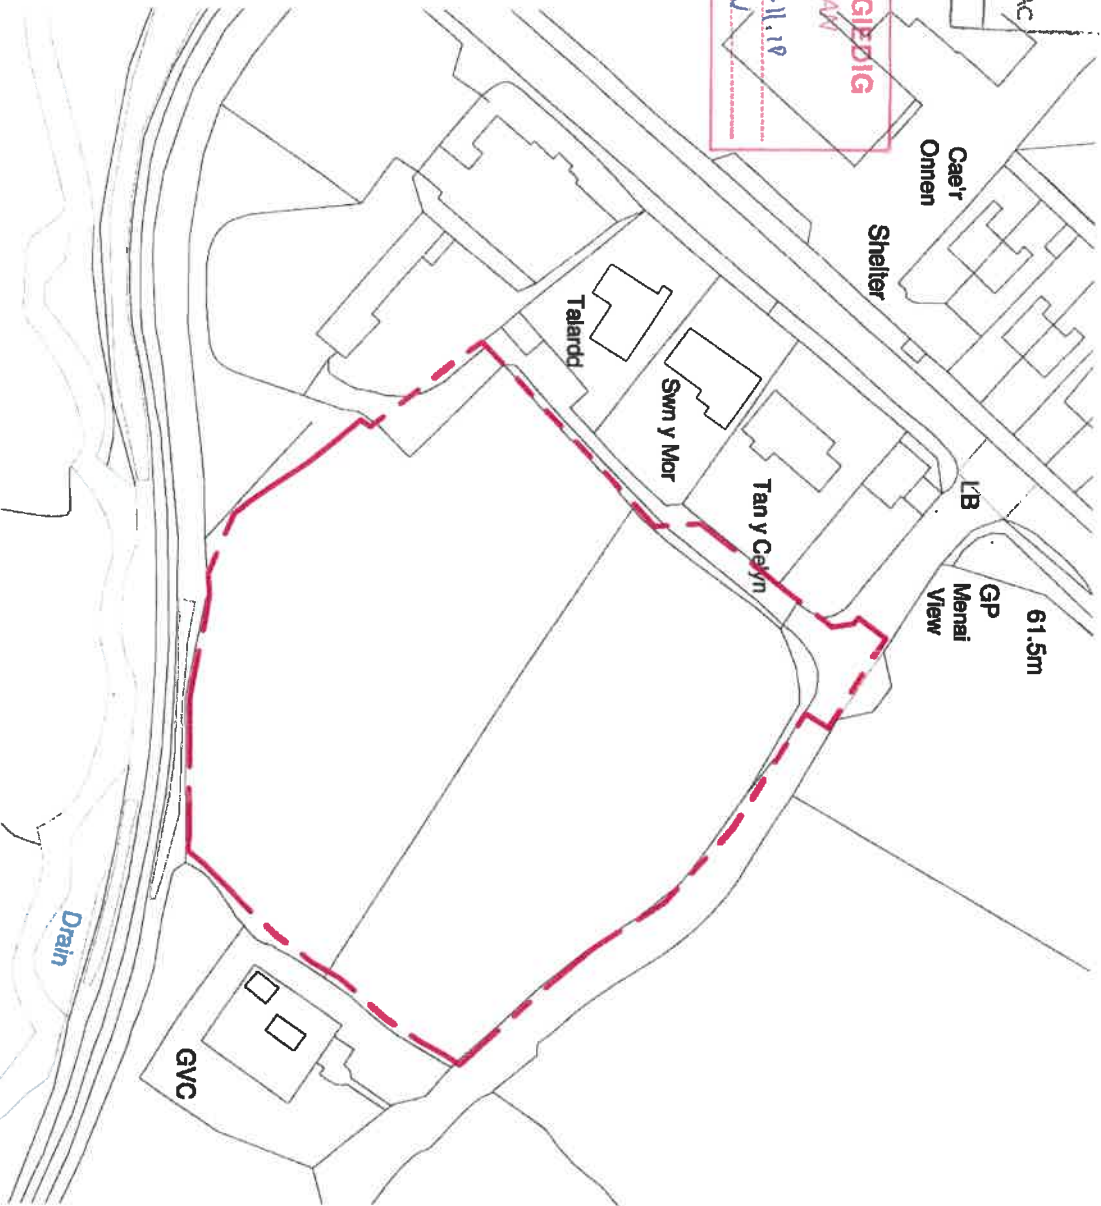 GIEDIG
Cae'r
Onnen
Shelter
Talardd
Swn y Mor
Tan y Celyn
LB
GP
Menai
View
61.5m
Drain
GVC